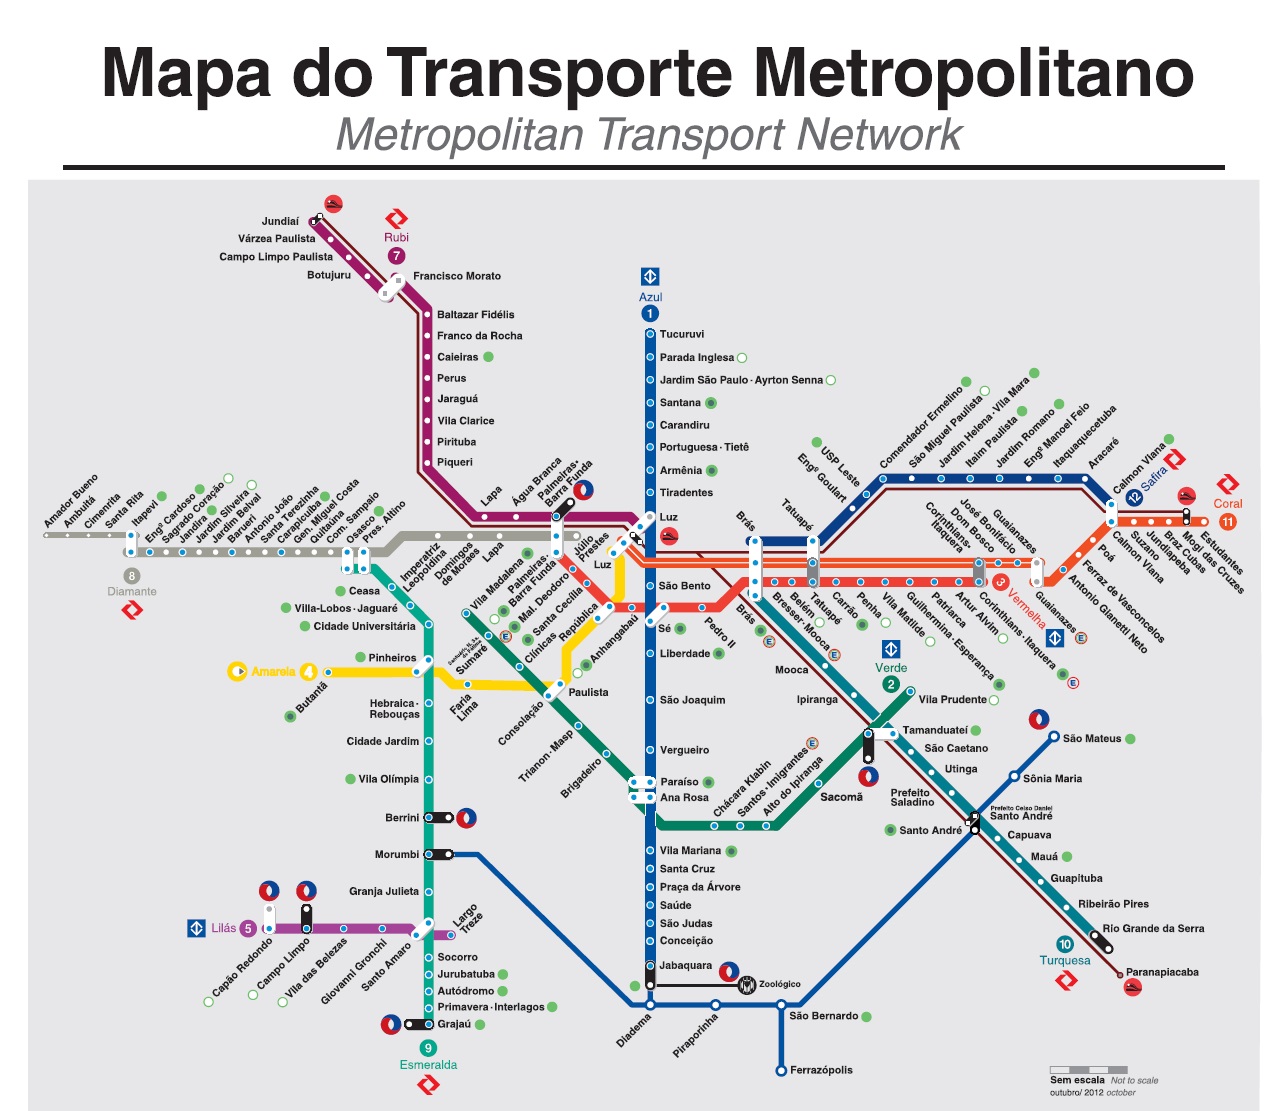 Mapa do Transporte Metropolitano
Metropolitan Transport Network
Jundiaí
Várzea Paulista
Campo Limpo Paulista
Botujuru
Rubi
7
Francisco Morato
Baltazar Fidélis
Franco da Rocha
Caieiras
Perus
Jaraguá
Vila Clarice
Pirituba
Piqueri
Lapa
Água Branca
Palmeiras-
Barra Funda
Azul
1
Tucuruvi
Parada Inglesa
Jardim São Paulo · Ayrton Senna
Santana
Carandiru
Portuguesa · Tietê
Armênia
Tiradentes
Luz
São Bento
Sé
Liberdade
São Joaquim
Vergueiro
Paraíso
Ana Rosa
Vila Mariana
Santa Cruz
Praça da Árvore
Saúde
São Judas
Conceição
Jabaquara
Zoológico
Amador Bueno
Ambuitá
Cimenrita
Santa Rita
Itapevi
Engº Cardoso
Sagrado Coração
Jandira
Jardim Silveira
Jardim Belval
Barueri
Antonio João
Santa Terezinha
Carapicuíba
Gen. Miguel Costa
Quitaúna
Com. Sampaio
Osasco
Pres. Altino
8
Diamante
Imperatriz
Leopoldina
Domingos
de Moraes
Lapa
Palmeiras-
Barra Funda
Júlio
Prestes
Luz
Ceasa
Villa-Lobos · Jaguaré
Cidade Universitária
Pinheiros
Hebraica -
Rebouças
Cidade Jardim
Vila Olímpia
Berrini
Morumbi
Granja Julieta
Santo Amaro
Socorro
Jurubatuba
Autódromo
Primavera · Interlagos
Grajaú
9
Esmeralda
Amarela 4
Butantã
Faria
Lima
Paulista
República
Lilás 5
Capão Redondo
Campo Limpo
Vila das Belezas
Giovanni Gronchi
Largo
Treze
Vila Madalena
Sumaré
Clínicas
Consolação
Trianon · Masp
Brigadeiro
Chácara Klabin
Santos · Imigrantes
Alto do Ipiranga
Sacomã
Verde
2
Vila Prudente
Tamanduateí
Mal. Deodoro
Santa Cecília
Anhangabaú
Pedro II
Brás
Bresser · Mooca
Belém
Tatuapé
Carrão
Penha
Vila Matilde
Guilhermina · Esperança
Patriarca
Artur Alvim
Corinthians · Itaquera
3 Vermelha
Brás
Tatuapé
Engº Goulart
USP Leste
Comendador Ermelino
São Miguel Paulista
Jardim Helena · Vila Mara
Itaim Paulista
Jardim Romano
Engº Manoel Feio
Itaquaquecetuba
Aracaré
Calmon Viana
12 Safira
Coral
11
Corinthians-
Itaquera
Dom Bosco
José Bonifácio
Guaianazes
Guaianazes
Antonio Gianetti Neto
Ferraz de Vasconcelos
Poá
Calmon Viana
Suzano
Jundiapeba
Braz Cubas
Mogi das Cruzes
Estudantes
Mooca
Ipiranga
São Caetano
Utinga
Prefeito
Saladino
Prefeito Celso Daniel
Santo André
Santo André
Capuava
Mauá
Guapituba
Ribeirão Pires
Rio Grande da Serra
Paranapiacaba
10
Turquesa
São Mateus
Sônia Maria
Diadema
Piraporinha
São Bernardo
Ferrazópolis
Sem escala Not to scale
outubro/ 2012 october